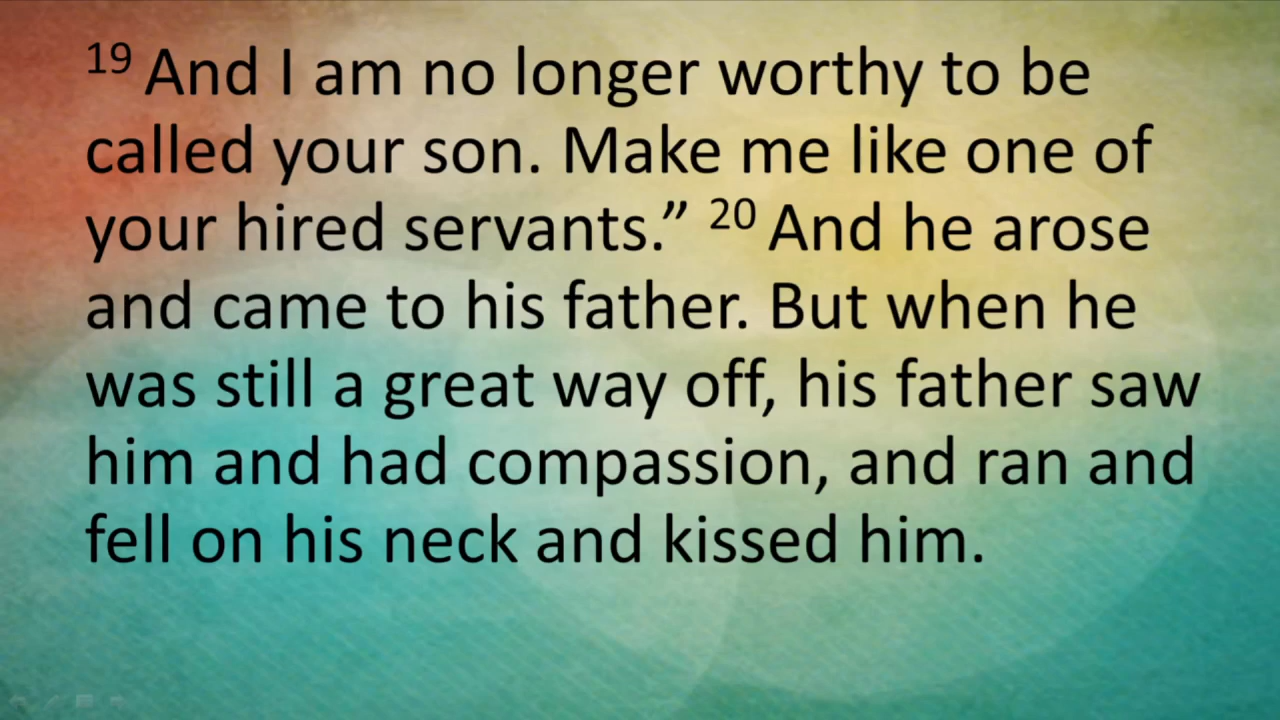 19 And I am no longer worthy to be
called your son. Make me like one of
your hired servants.” 20 And he arose
and came to his father. But when he
was still a great way off, his father saw
him and had compassion, and ran and
fell on his neck and kissed him.